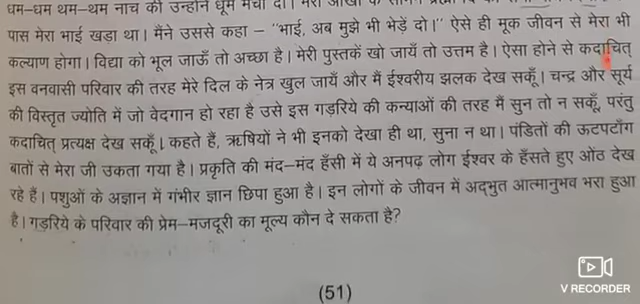 धम–धम थम–थम नाच की उन्होंने धूम मचा दी। मेरी आँखों के सामने
पास मेरा भाई खड़ा था। मैंने उससे कहा – "भाई, अब मुझे भी भेड़ें दो।" ऐसे ही मूक जीवन से मेरा भी
कल्याण होगा। विद्या को भूल जाऊँ तो अच्छा है। मेरी पुस्तकें खो जायँ तो उत्तम है। ऐसा होने से कदाचित्
इस वनवासी परिवार की तरह मेरे दिल के नेत्र खुल जायँ और मैं ईश्वरीय झलक देख सकूँ। चन्द्र और सूर्य
की विस्तृत ज्योति में जो वेदगान हो रहा है उसे इस गड़रिये की कन्याओं की तरह मैं सुन तो न सकूँ, परंतु
कदाचित् प्रत्यक्ष देख सकूँ। कहते हैं, ऋषियों ने भी इनको देखा ही था, सुना न था। पंडितों की ऊटपटाँग
बातों से मेरा जी उकता गया है। प्रकृति की मंद–मंद हँसी में ये अनपढ़ लोग ईश्वर के हँसते हुए ओंठ देख
रहे हैं। पशुओं के अज्ञान में गंभीर ज्ञान छिपा हुआ है। इन लोगों के जीवन में अद्भुत आत्मानुभव भरा हुआ
है। गड़रिये के परिवार की प्रेम–मजदूरी का मूल्य कौन दे सकता है?
(51)
V RECORDER